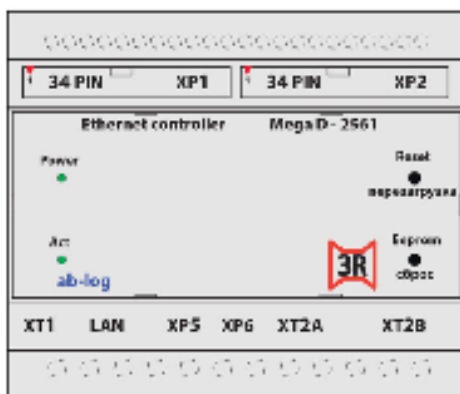 34 PIN XP1 34 PIN XP2
Ethernet controller MegaD - 2561
Power Reset
перезагрузка
Act Eeprom
сброс
3R
ab-log
XT1 LAN XP5 XP6 XT2A XT2B